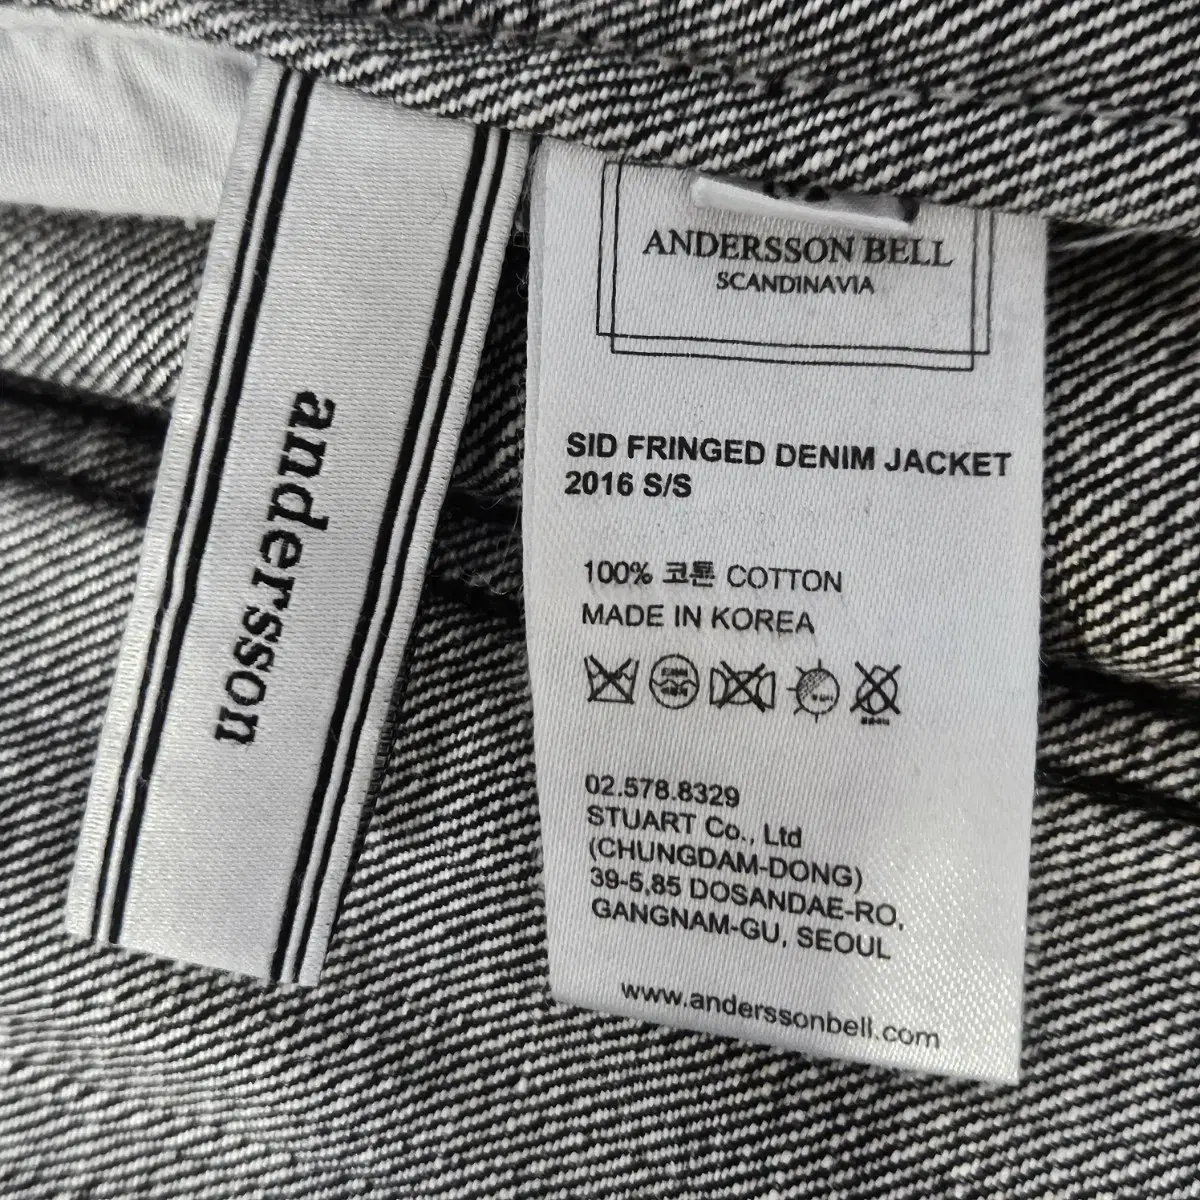 andersson
ANDERSSON BELL
SCANDINAVIA
SID FRINGED DENIM JACKET
2016 S/S
100% 코튼 COTTON
MADE IN KOREA
02.578.8329
STUART Co., Ltd
(CHUNGDAM-DONG)
39-5,85 DOSANDAE-RO,
GANGNAM-GU, SEOUL
www.anderssonbell.com